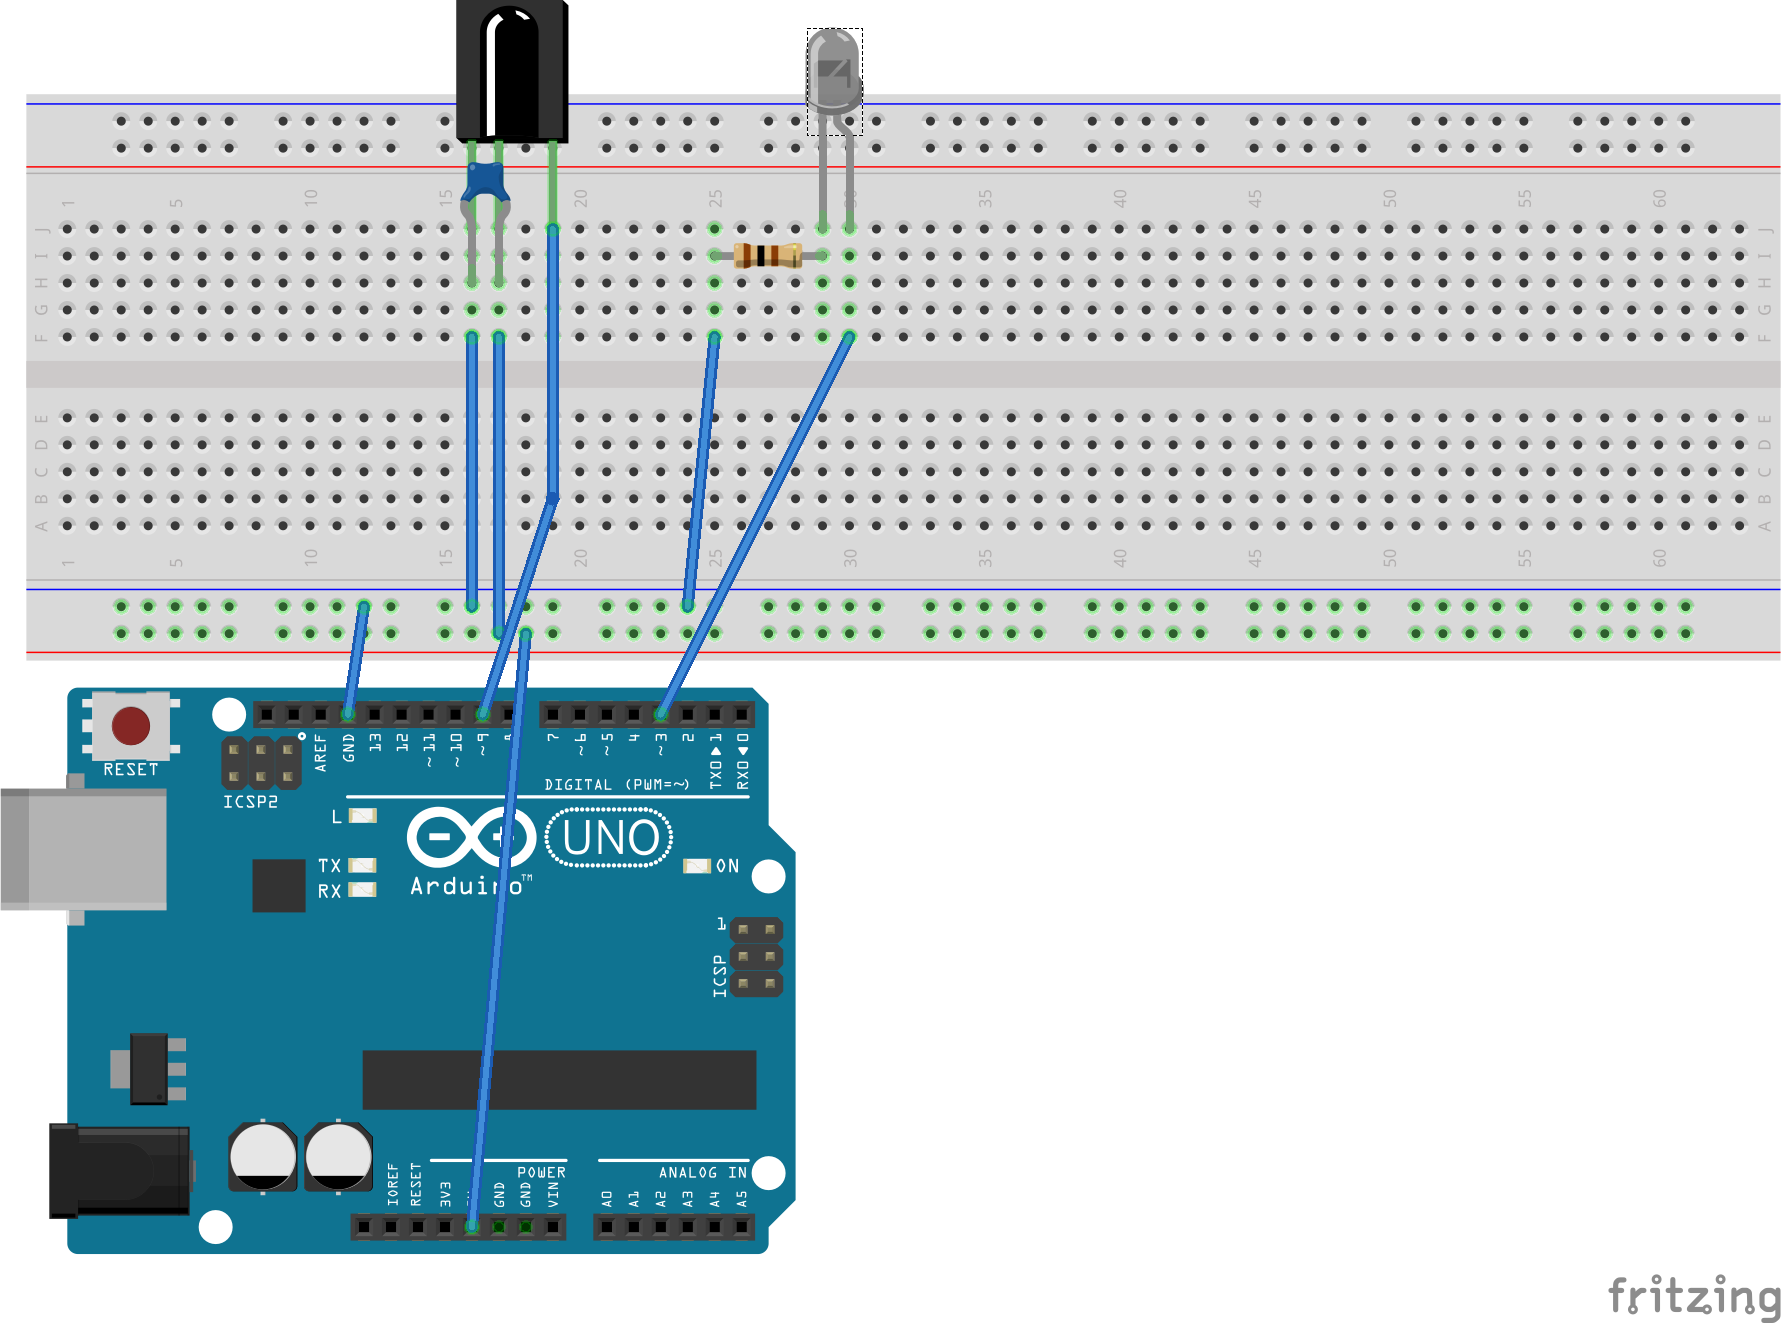 1 5 10 15 20 25 30 35 40 45 50 55 60
J J
I I
H H
G G
F F
E E
D D
C C
B B
A A
1 5 10 15 20 25 30 35 40 45 50 55 60
RESET
ICSP2
AREF
GND
13
12
~11
~10
~9
8
7
~6
~5
4
~3
2
TX0▶1
RX0◀0
DIGITAL (PWM=~)
L
TX
RX
UNO
Arduino™
ON
1
ICSP
POWER
ANALOG IN
IOREF
RESET
3V3
GND
GND
VIN
A0
A1
A2
A3
A4
A5
fritzing